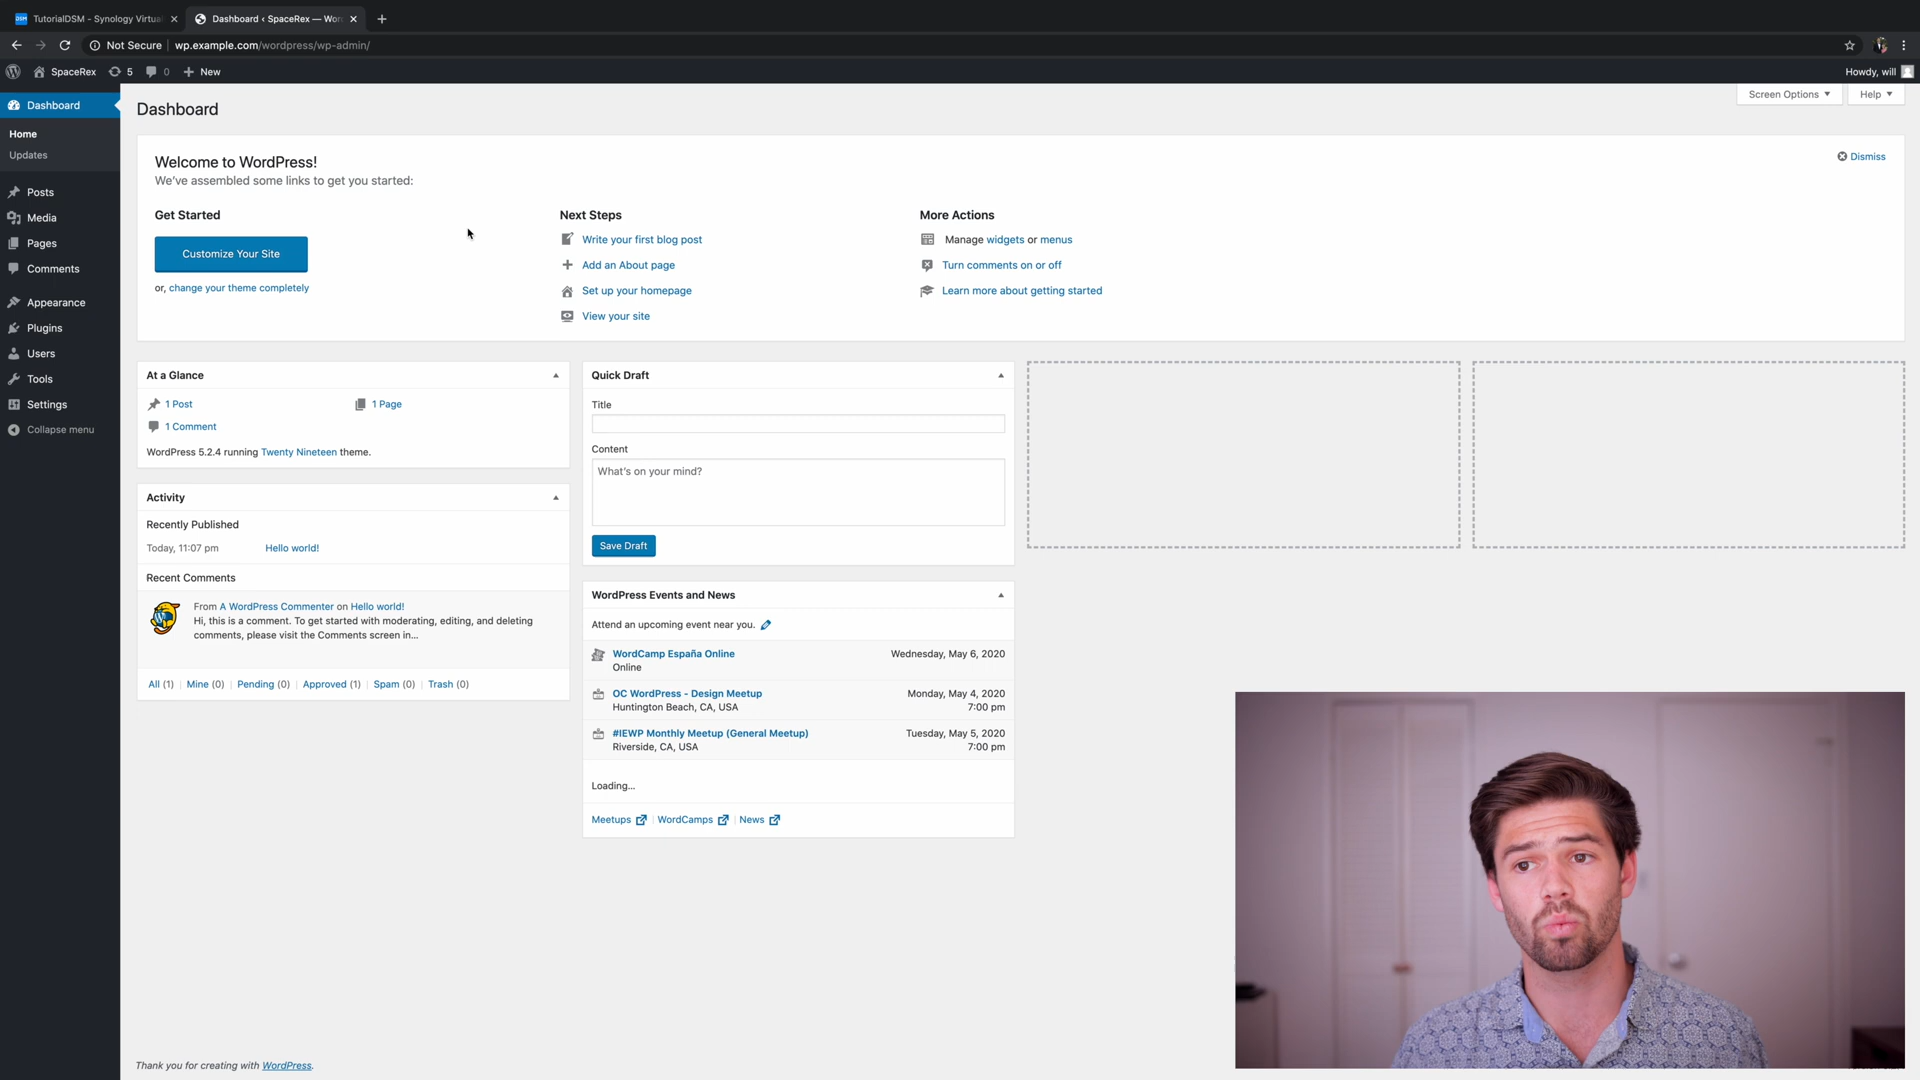 TutorialDSM - Synology Virtual
Dashboard ‹ SpaceRex — Wor
Not Secure
wp.example.com/wordpress/wp-admin/
SpaceRex
5
0
New
Howdy, will
Dashboard
Home
Updates
Posts
Media
Pages
Comments
Appearance
Plugins
Users
Tools
Settings
Collapse menu
Dashboard
Screen Options
Help
Welcome to WordPress!
We've assembled some links to get you started:
Dismiss
Get Started
Customize Your Site
or, change your theme completely
Next Steps
Write your first blog post
Add an About page
Set up your homepage
View your site
More Actions
Manage widgets or menus
Turn comments on or off
Learn more about getting started
At a Glance
1 Post
1 Page
1 Comment
WordPress 5.2.4 running Twenty Nineteen theme.
Activity
Recently Published
Today, 11:07 pm
Hello world!
Recent Comments
From A WordPress Commenter on Hello world!
Hi, this is a comment. To get started with moderating, editing, and deleting
comments, please visit the Comments screen in...
All (1) | Mine (0) | Pending (0) | Approved (1) | Spam (0) | Trash (0)
Quick Draft
Title
Content
What's on your mind?
Save Draft
WordPress Events and News
Attend an upcoming event near you.
WordCamp España Online
Wednesday, May 6, 2020
Online
OC WordPress - Design Meetup
Monday, May 4, 2020
Huntington Beach, CA, USA
7:00 pm
#IEWP Monthly Meetup (General Meetup)
Tuesday, May 5, 2020
Riverside, CA, USA
7:00 pm
Loading...
Meetups | WordCamps | News
Thank you for creating with WordPress.